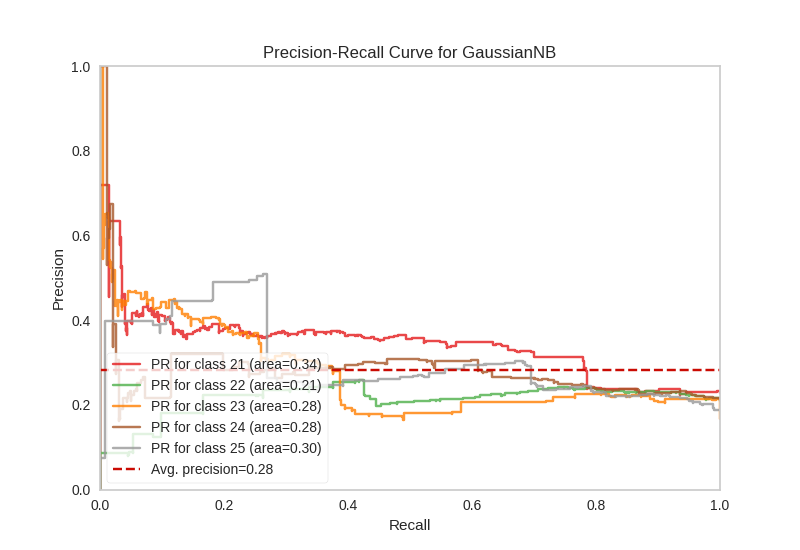 Precision-Recall Curve for GaussianNB
1.0
0.8
0.6
0.4
0.2
0.0
Precision
PR for class 21 (area=0.34)
PR for class 22 (area=0.21)
PR for class 23 (area=0.28)
PR for class 24 (area=0.28)
PR for class 25 (area=0.30)
Avg. precision=0.28
0.0 0.2 0.4 0.6 0.8 1.0
Recall